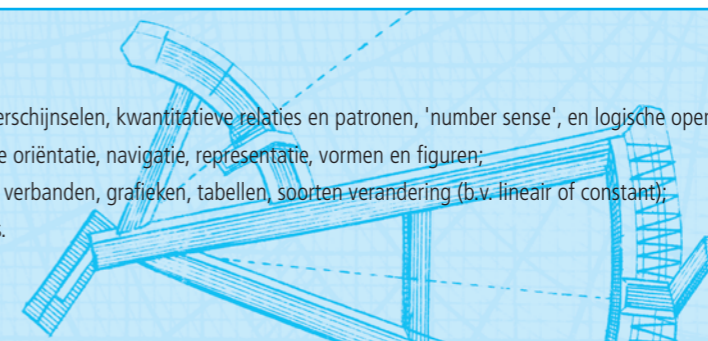 erschijnselen, kwantitatieve relaties en patronen, 'number sense', en logische oper
e oriëntatie, navigatie, representatie, vormen en figuren;
verbanden, grafieken, tabellen, soorten verandering (b.v. lineair of constant);
s.